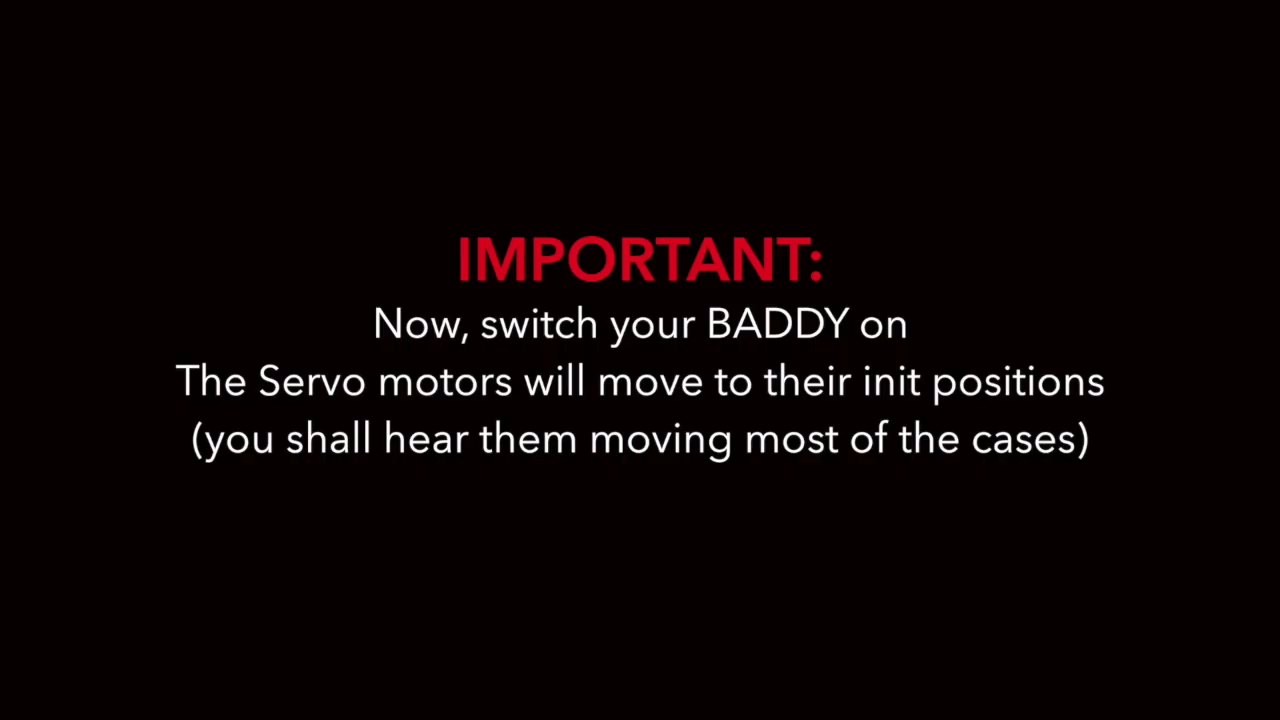 IMPORTANT:
Now, switch your BADDY on
The Servo motors will move to their init positions
(you shall hear them moving most of the cases)